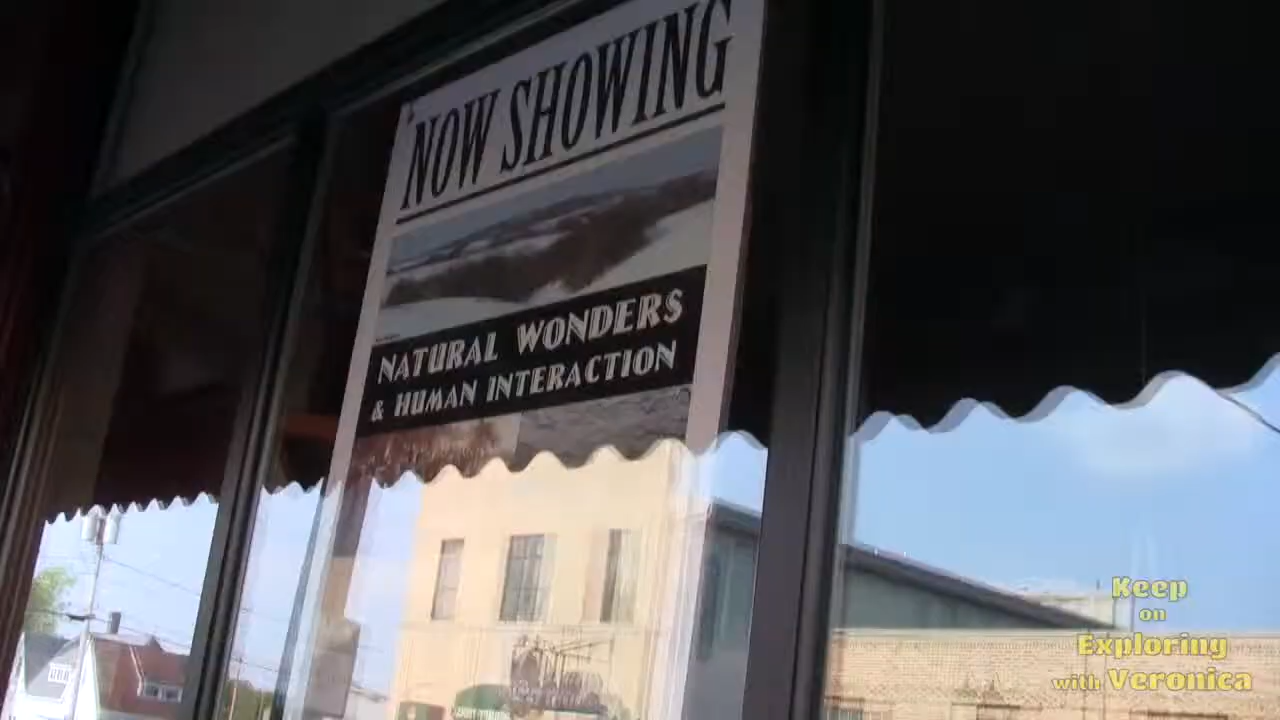 NOW SHOWING
NATURAL WONDERS
& HUMAN INTERACTION
Keep
on
Exploring
with Veronica